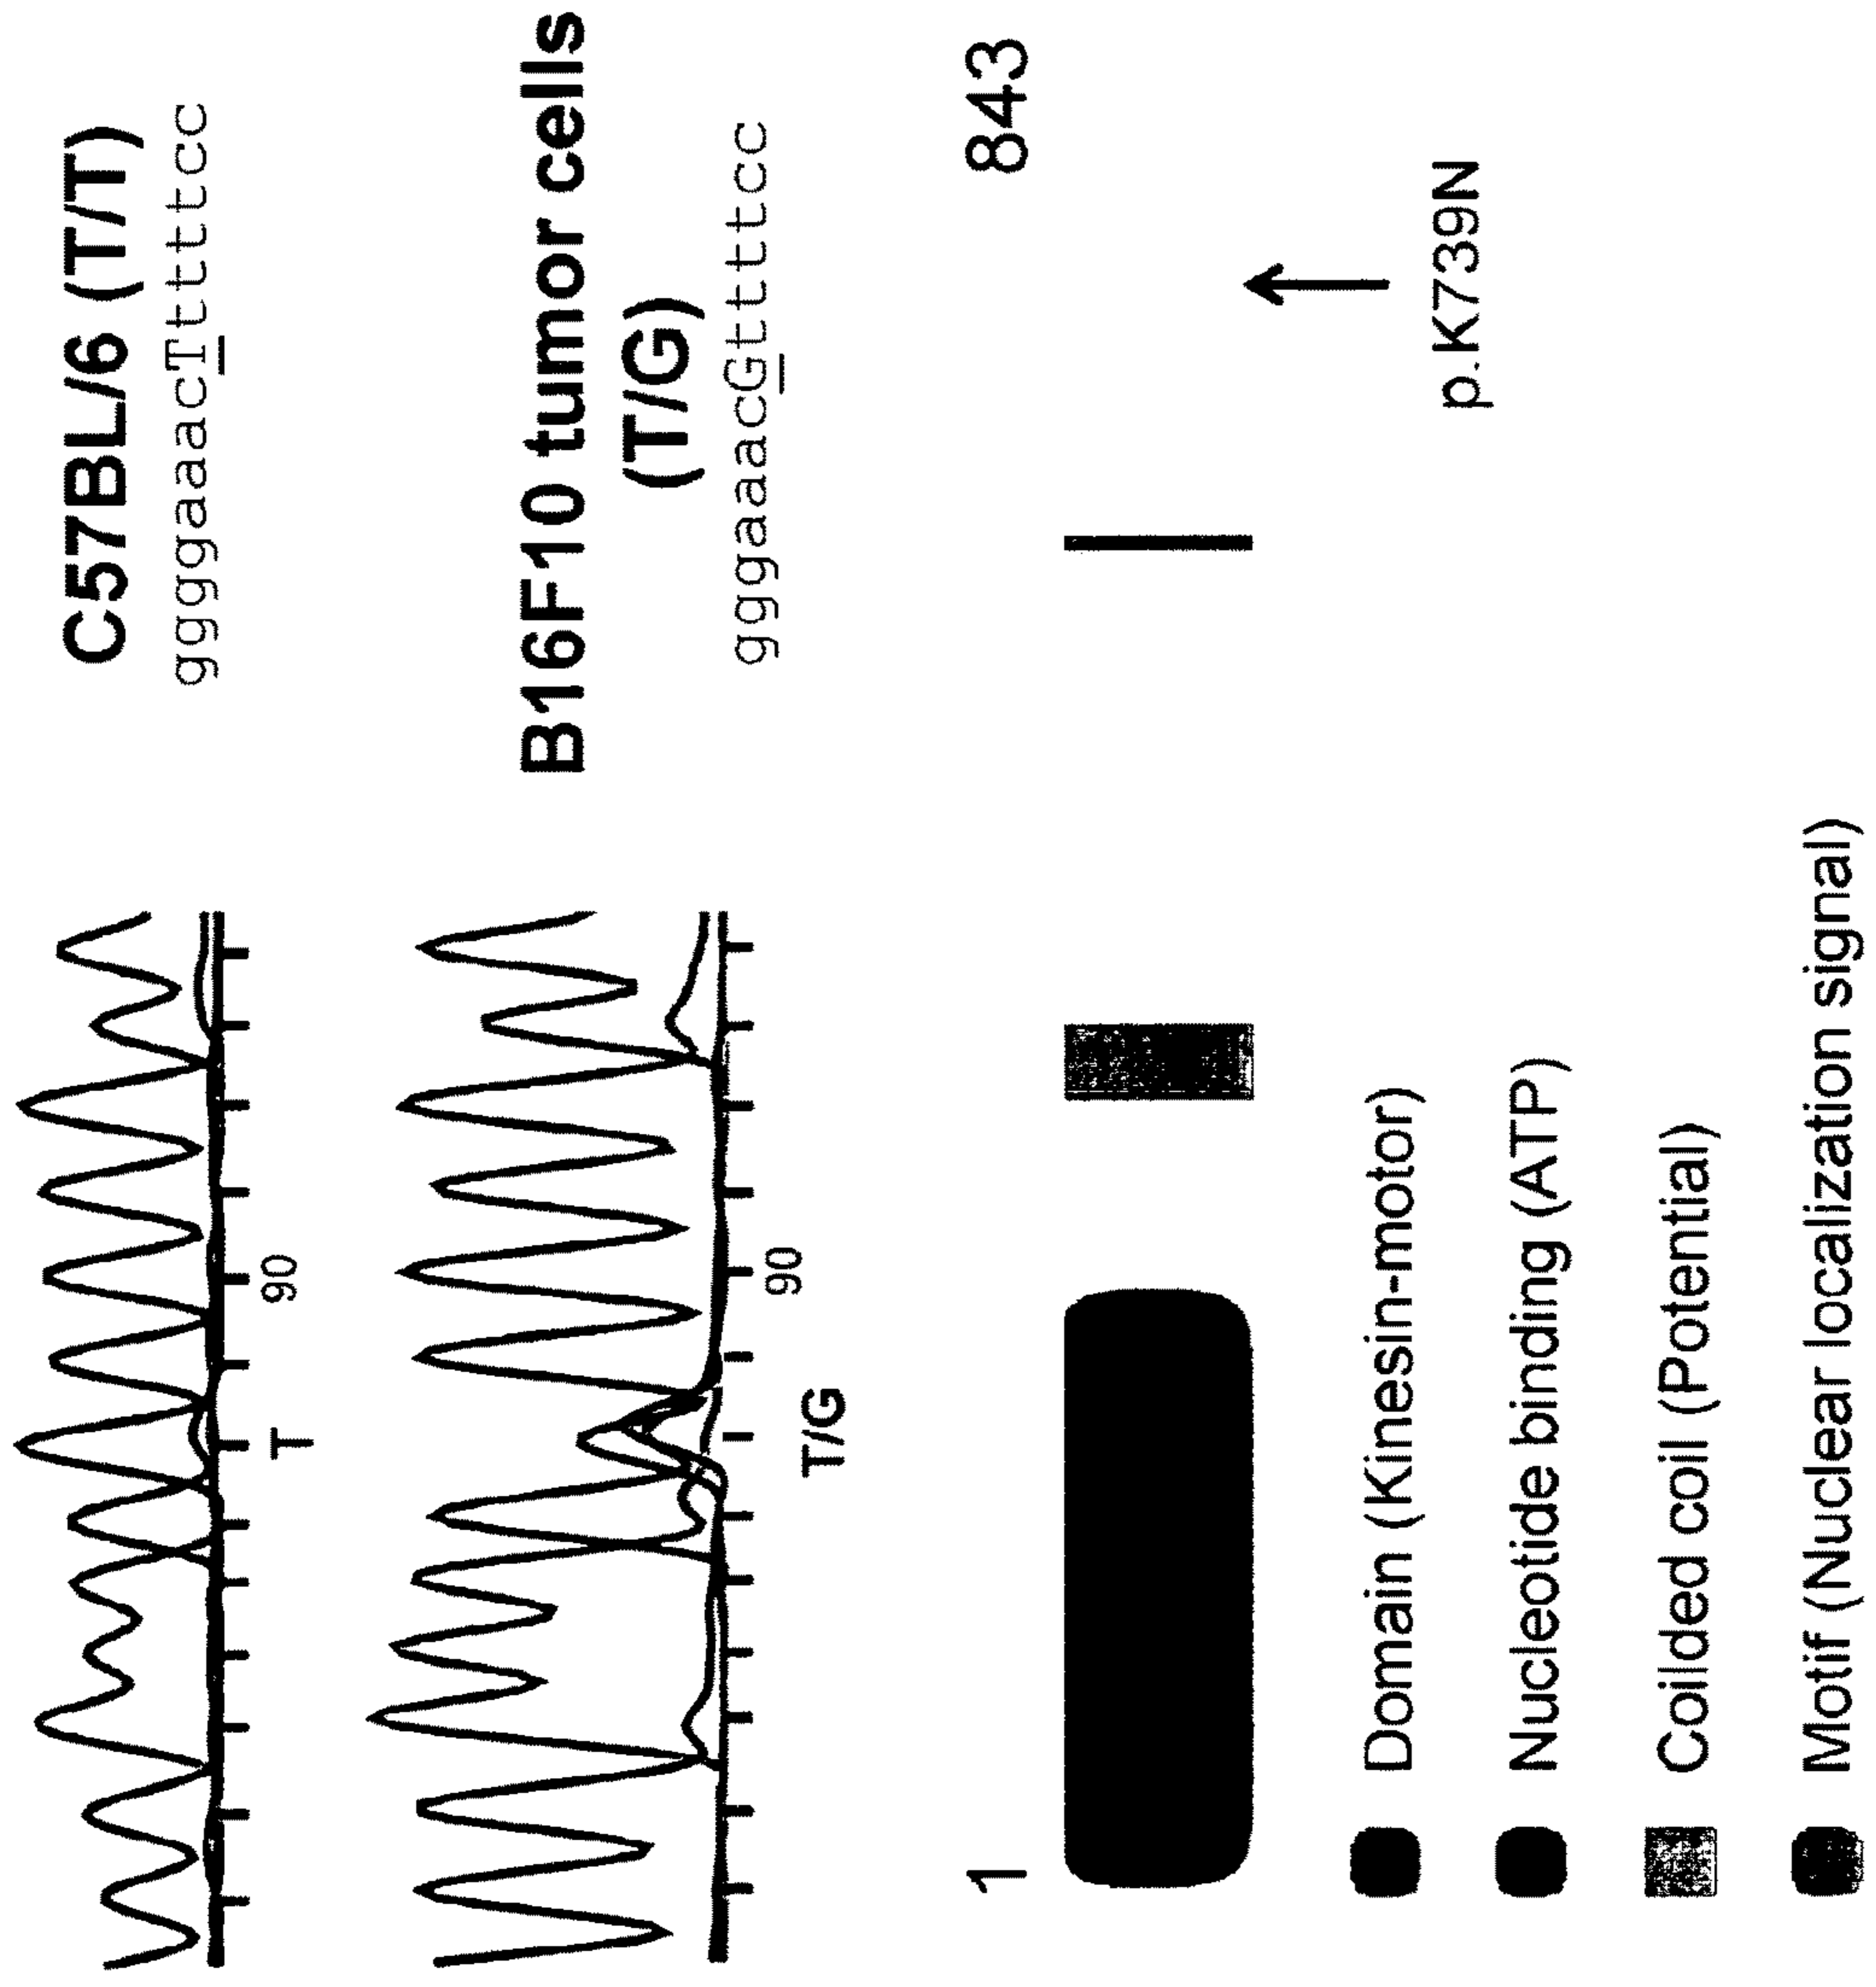 C57BL/6 (T/T)
ggggaaacTttttcc
90
T
B16F10 tumor cells
(T/G)
gggaaacGttttcc
90
T/G
1
843
p.K739N
Domain (Kinesin-motor)
Nucleotide binding (ATP)
Coilded coil (Potential)
Motif (Nuclear localization signal)